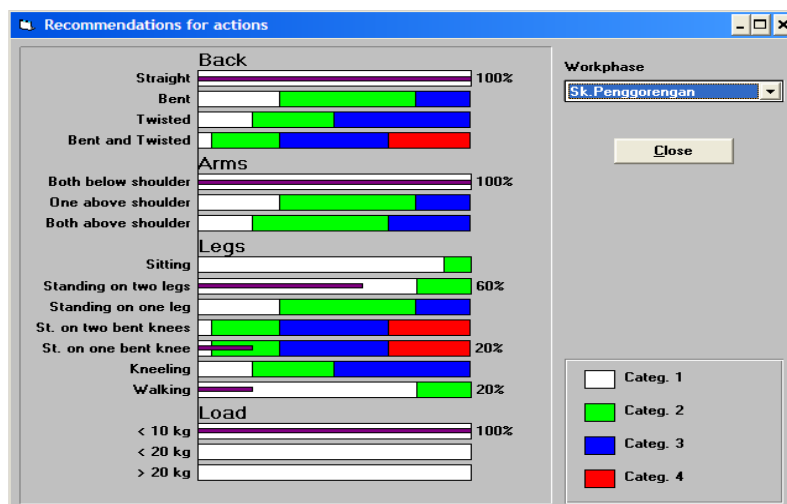 Recommendations for actions
Back
Straight 100%
Bent
Twisted
Bent and Twisted
Arms
Both below shoulder 100%
One above shoulder
Both above shoulder
Legs
Sitting
Standing on two legs 60%
Standing on one leg
St. on two bent knees
St. on one bent knee 20%
Kneeling
Walking 20%
Load
< 10 kg 100%
< 20 kg
> 20 kg
Workphase
Sk.Penggorengan
Close
Categ. 1
Categ. 2
Categ. 3
Categ. 4